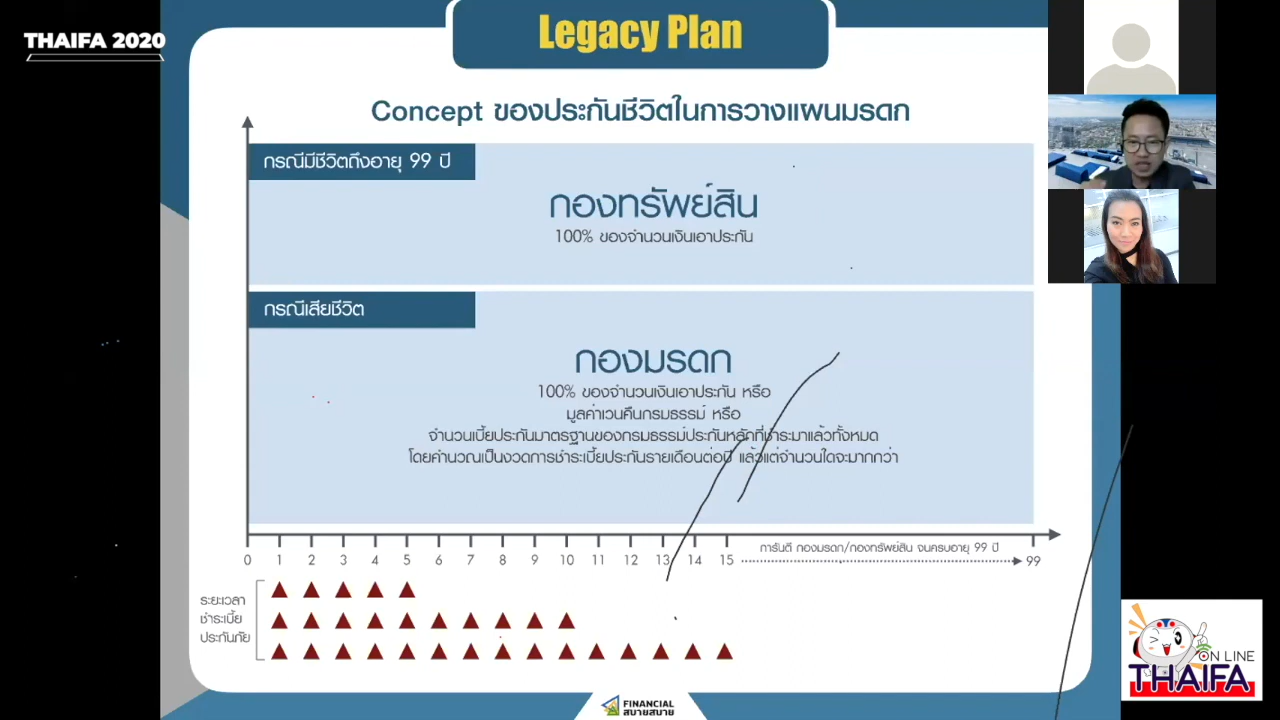 THAIFA 2020
Legacy Plan
Concept ของประกันชีวิตในการวางแผนมรดก
กรณีมีชีวิตถึงอายุ 99 ปี
กองทรัพย์สิน
100% ของจำนวนเงินเอาประกัน
กรณีเสียชีวิต
กองมรดก
100% ของจำนวนเงินเอาประกัน หรือ
มูลค่าเวนคืนกรมธรรม์ หรือ
จำนวนเบี้ยประกันมาตรฐานของกรมธรรม์ประกันหลักที่ชำระมาแล้วทั้งหมด
โดยคำนวณเป็นงวดการชำระเบี้ยประกันรายเดือนต่อปี แล้วแต่จำนวนใดจะมากกว่า
การันตี กองมรดก/กองทรัพย์สิน จนครบอายุ 99 ปี
0 1 2 3 4 5 6 7 8 9 10 11 12 13 14 15 99
ระยะเวลา
ชำระเบี้ย
ประกันภัย
FINANCIAL
สบายสบาย
ON LINE
THAIFA